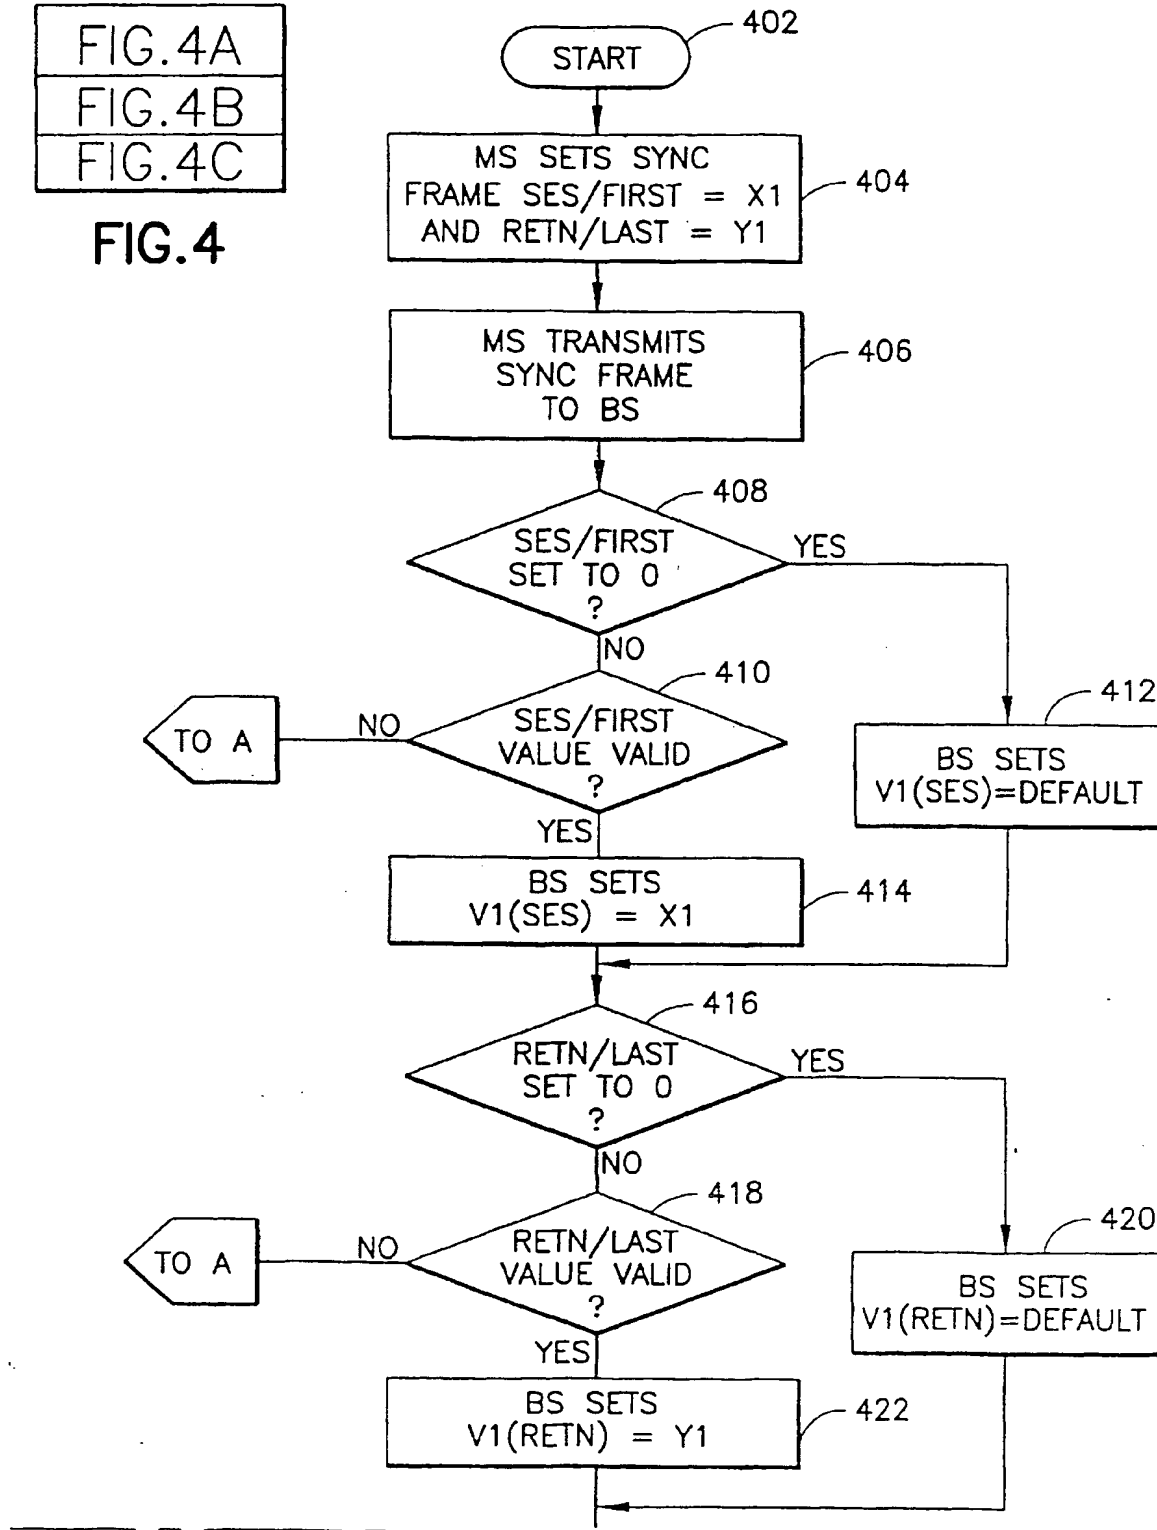 FIG.4A
FIG.4B
FIG.4C
FIG.4
START
402
MS SETS SYNC
FRAME SES/FIRST = X1
AND RETN/LAST = Y1
404
MS TRANSMITS
SYNC FRAME
TO BS
406
408
SES/FIRST
SET TO 0
?
YES
NO
410
SES/FIRST
VALUE VALID
?
NO
TO A
YES
412
BS SETS
V1(SES)=DEFAULT
BS SETS
V1(SES) = X1
414
416
RETN/LAST
SET TO 0
?
YES
NO
418
RETN/LAST
VALUE VALID
?
NO
TO A
YES
420
BS SETS
V1(RETN)=DEFAULT
BS SETS
V1(RETN) = Y1
422